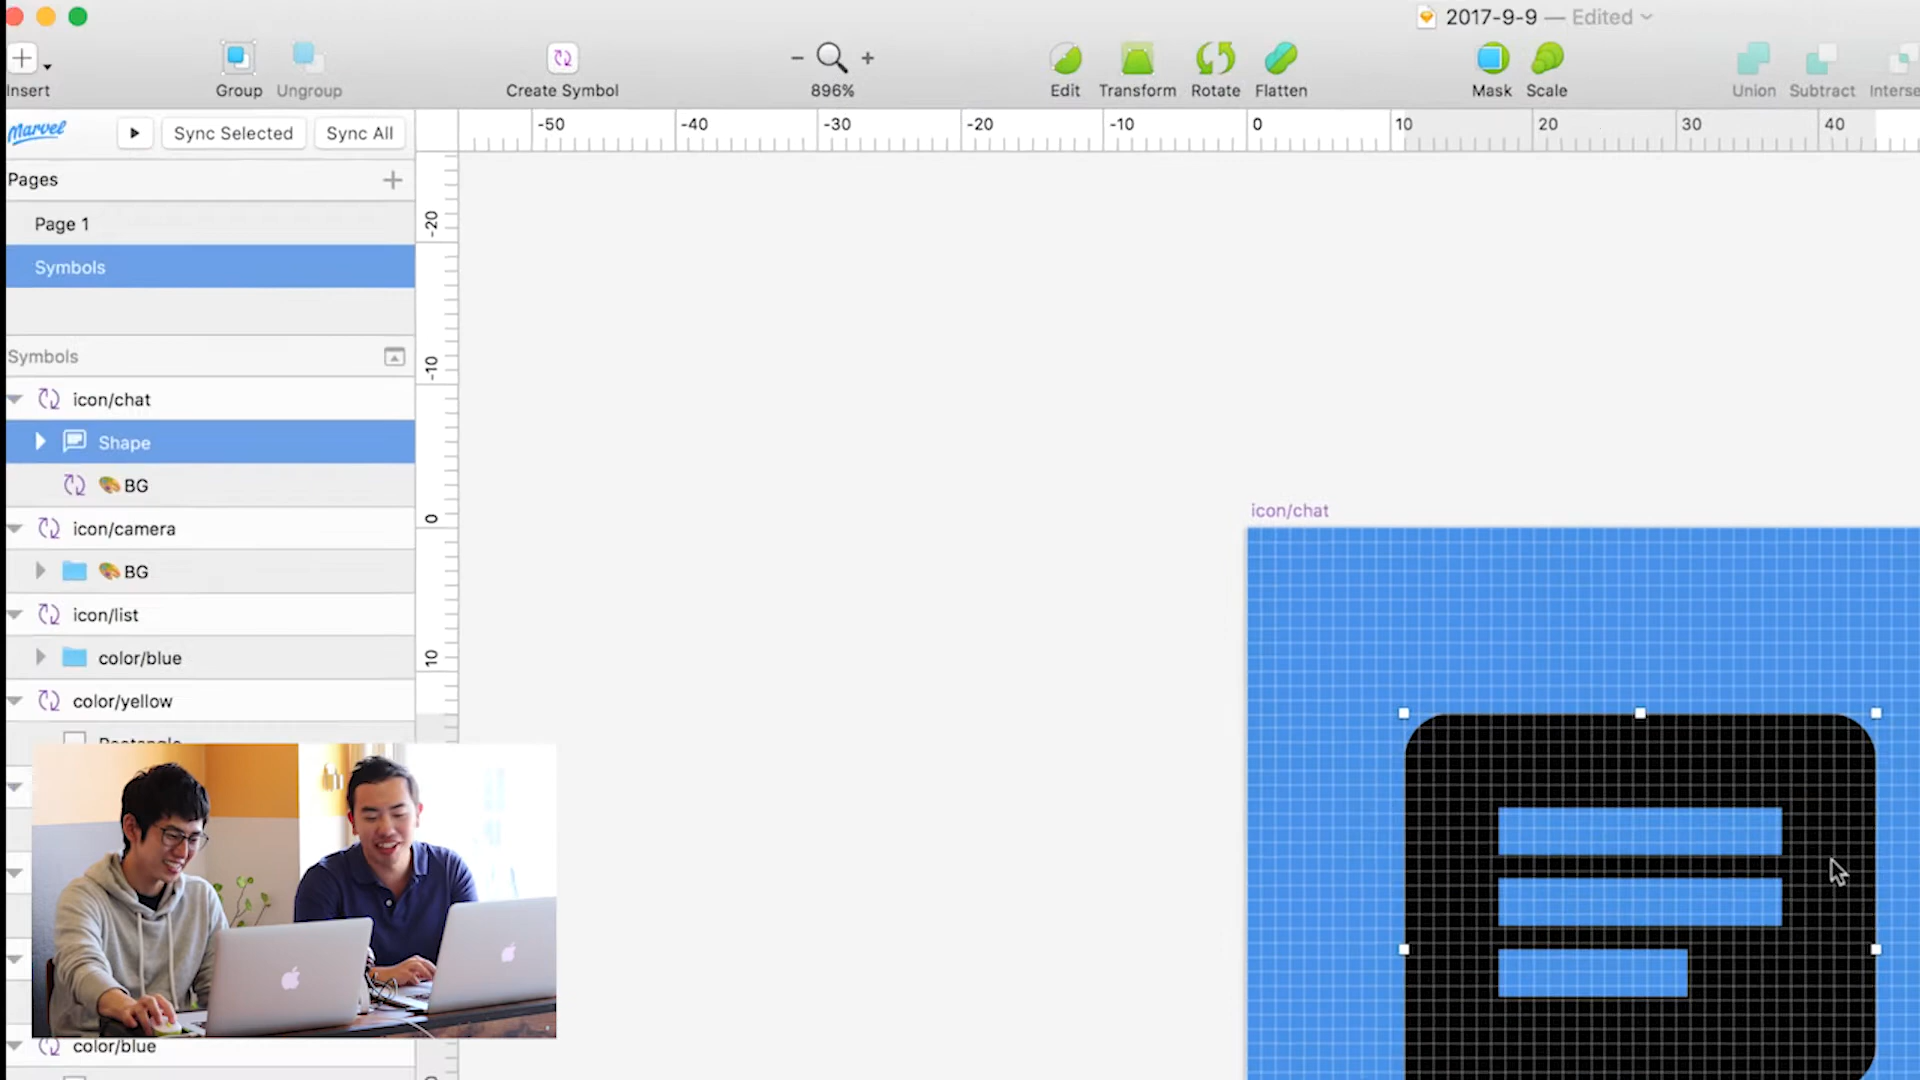 2017-9-9 — Edited
Insert
Group
Ungroup
Create Symbol
896%
Edit
Transform
Rotate
Flatten
Mask
Scale
Union
Subtract
Interse
Marvel
Sync Selected
Sync All
-50
-40
-30
-20
-10
0
10
20
30
40
Pages
Page 1
Symbols
-20
-10
0
10
Symbols
icon/chat
Shape
BG
icon/camera
BG
icon/list
color/blue
color/yellow
Rectangle
color/blue
icon/chat